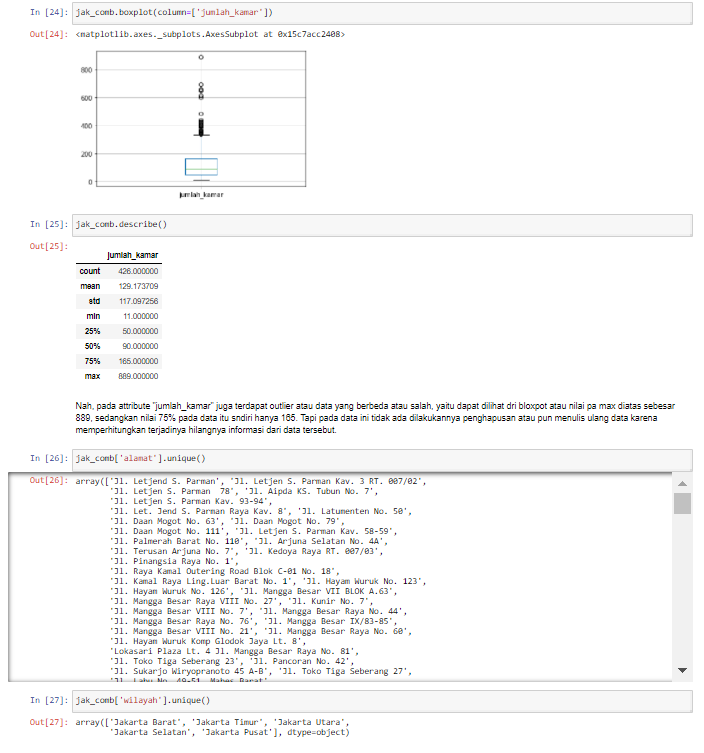 In [24]: jak_comb.boxplot(column=['jumlah_kamar'])
Out[24]: <matplotlib.axes._subplots.AxesSubplot at 0x15c7acc2408>
800
600
400
200
0
jumlah_kamar
In [25]: jak_comb.describe()
Out[25]:
jumlah_kamar
count 426.000000
mean 129.173709
std 117.097256
min 11.000000
25% 50.000000
50% 90.000000
75% 165.000000
max 889.000000
Nah, pada attribute "jumlah_kamar" juga terdapat outlier atau data yang berbeda atau salah, yaitu dapat dilihat dri bloxpot atau nilai pa max diatas sebesar
889, sedangkan nilai 75% pada data itu sndiri hanya 165. Tapi pada data ini tidak ada dilakukannya penghapusan atau pun menulis ulang data karena
memperhitungkan terjadinya hilangnya informasi dari data tersebut.
In [26]: jak_comb['alamat'].unique()
Out[26]: array(['Jl. Letjend S. Parman', 'Jl. Letjen S. Parman Kav. 3 RT. 007/02',
'Jl. Letjen S. Parman  78', 'Jl. Aipda KS. Tubun No. 7',
'Jl. Letjen S. Parman Kav. 93-94',
'Jl. Let. Jend S. Parman Raya Kav. 8', 'Jl. Latumenten No. 50',
'Jl. Daan Mogot No. 63', 'Jl. Daan Mogot No. 79',
'Jl. Daan Mogot No. 111', 'Jl. Letjen S. Parman Kav. 58-59',
'Jl. Palmerah Barat No. 110', 'Jl. Arjuna Selatan No. 4A',
'Jl. Terusan Arjuna No. 7', 'Jl. Kedoya Raya RT. 007/03',
'Jl. Pinangsia Raya No. 1',
'Jl. Raya Kamal Outering Road Blok C-01 No. 18',
'Jl. Kamal Raya Ling.Luar Barat No. 1', 'Jl. Hayam Wuruk No. 123',
'Jl. Hayam Wuruk No. 126', 'Jl. Mangga Besar VII BLOK A.63',
'Jl. Mangga Besar Raya VIII No. 27', 'Jl. Kunir No. 7',
'Jl. Mangga Besar VIII No. 7', 'Jl. Mangga Besar Raya No. 44',
'Jl. Mangga Besar Raya No. 76', 'Jl. Mangga Besar IX/83-85',
'Jl. Mangga Besar VIII No. 21', 'Jl. Mangga Besar Raya No. 60',
'Jl. Hayam Wuruk Komp Glodok Jaya Lt. 8',
'Lokasari Plaza Lt. 4 Jl. Mangga Besar Raya No. 81',
'Jl. Toko Tiga Seberang 23', 'Jl. Pancoran No. 42',
'Jl. Sukarjo Wiryopranoto 45 A-B', 'Jl. Toko Tiga Seberang 27',
'Jl. Labu No. 49-51, Mabes Barat'
In [27]: jak_comb['wilayah'].unique()
Out[27]: array(['Jakarta Barat', 'Jakarta Timur', 'Jakarta Utara',
'Jakarta Selatan', 'Jakarta Pusat'], dtype=object)